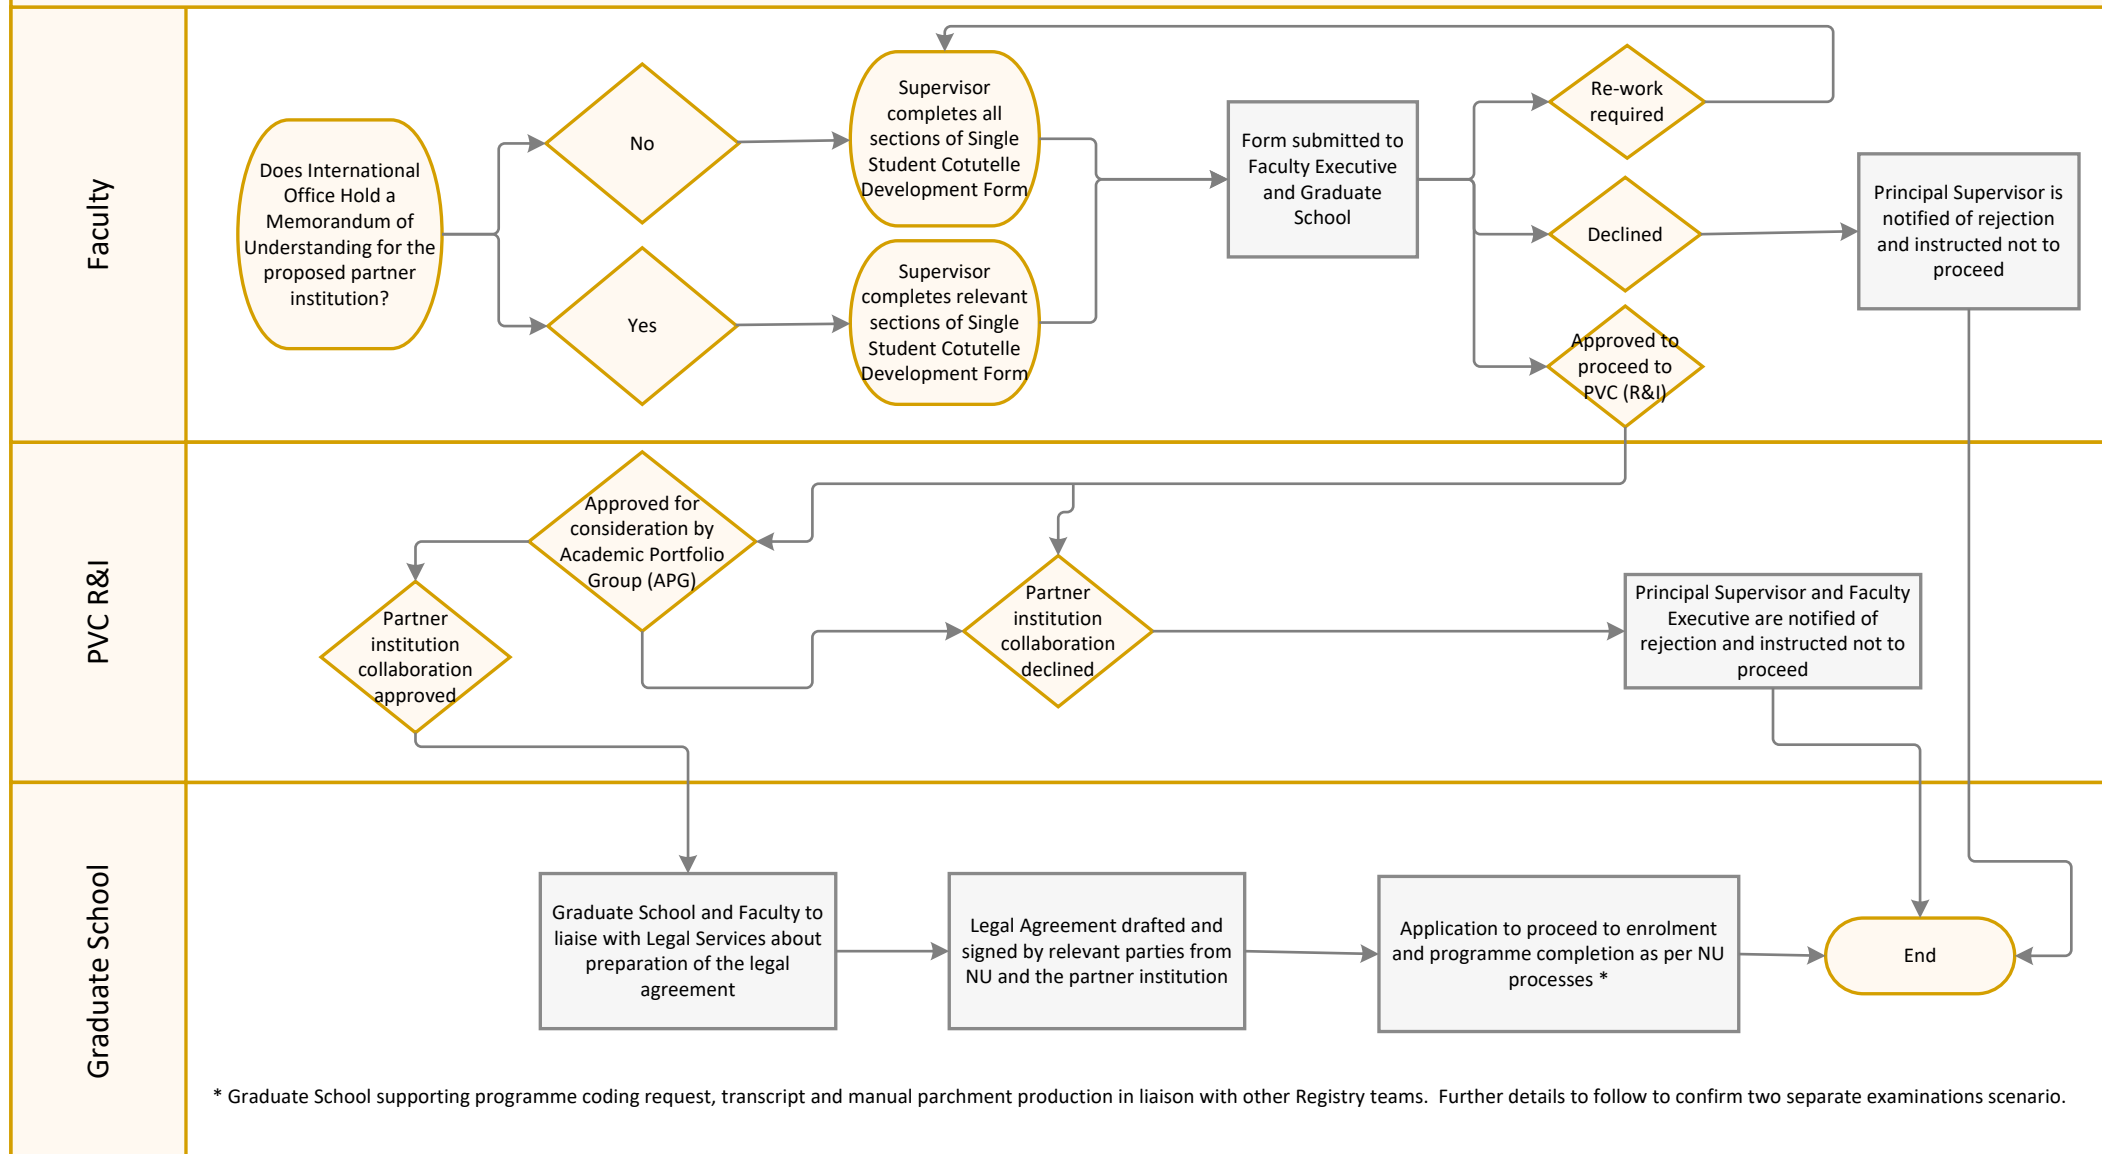 Faculty
Does International
Office Hold a
Memorandum of
Understanding for the
proposed partner
institution?
No
Yes
Supervisor
completes all
sections of Single
Student Cotutelle
Development Form
Supervisor
completes relevant
sections of Single
Student Cotutelle
Development Form
Form submitted to
Faculty Executive
and Graduate
School
Re-work
required
Declined
Approved to
proceed to
PVC (R&I)
Principal Supervisor is
notified of rejection
and instructed not to
proceed
PVC R&I
Approved for
consideration by
Academic Portfolio
Group (APG)
Partner
institution
collaboration
approved
Partner
institution
collaboration
declined
Principal Supervisor and Faculty
Executive are notified of
rejection and instructed not to
proceed
Graduate School
Graduate School and Faculty to
liaise with Legal Services about
preparation of the legal
agreement
Legal Agreement drafted and
signed by relevant parties from
NU and the partner institution
Application to proceed to enrolment
and programme completion as per NU
processes *
End
* Graduate School supporting programme coding request, transcript and manual parchment production in liaison with other Registry teams.  Further details to follow to confirm two separate examinations scenario.